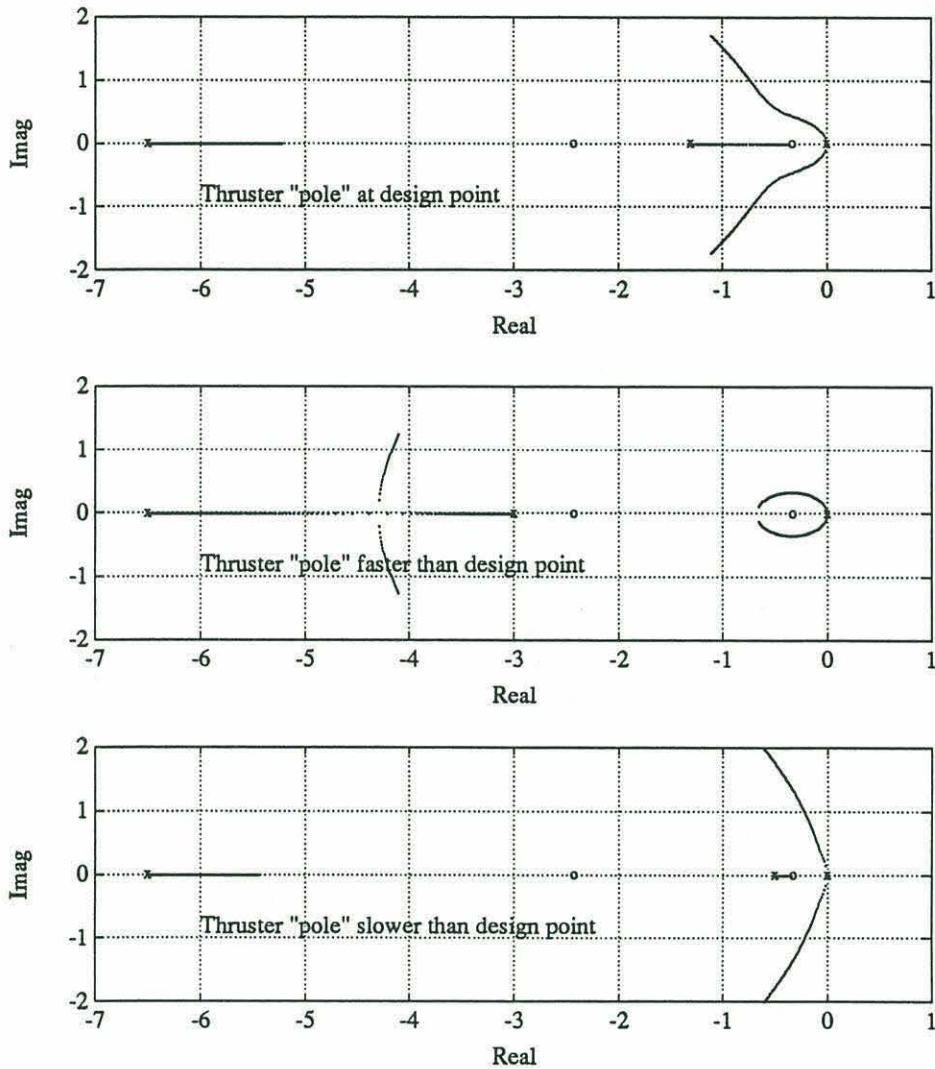 2
1
Imag
0
-1
Thruster "pole" at design point
-2
-7 -6 -5 -4 -3 -2 -1 0 1
Real
2
1
Imag
0
-1
Thruster "pole" faster than design point
-2
-7 -6 -5 -4 -3 -2 -1 0 1
Real
2
1
Imag
0
-1
Thruster "pole" slower than design point
-2
-7 -6 -5 -4 -3 -2 -1 0 1
Real